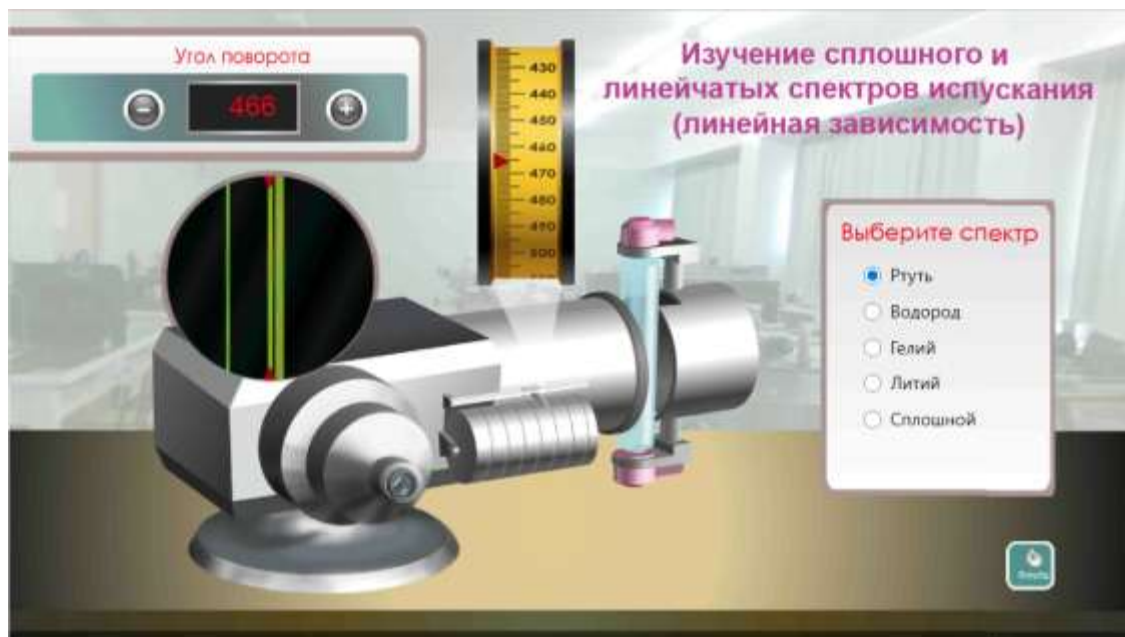 Угол поворота
466
430
440
450
460
470
480
490
500
Изучение сплошного и
линейчатых спектров испускания
(линейная зависимость)
Выберите спектр
Ртуть
Водород
Гелий
Литий
Сплошной